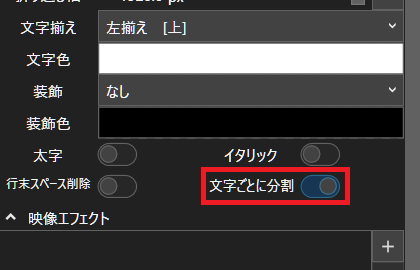 文字揃え 左揃え [上]
文字色
装飾 なし
装飾色
太字 イタリック
行末スペース削除 文字ごとに分割
映像エフェクト +